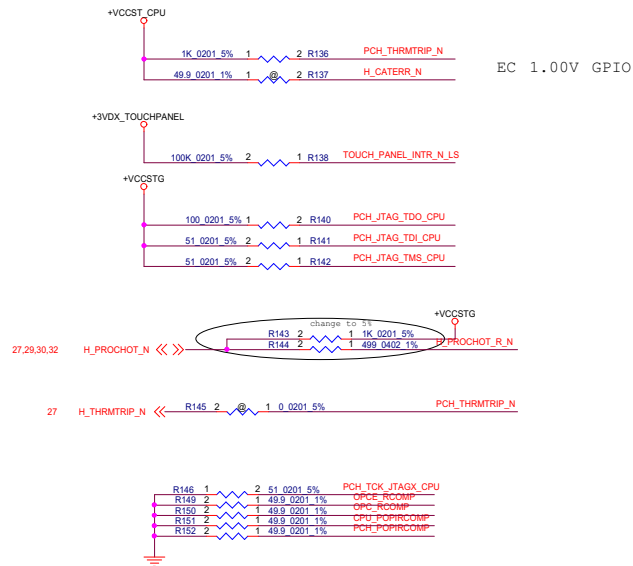 +VCCST_CPU
1K_0201_5% 1 2 R136 PCH_THRMTRIP_N
49.9_0201_1% 1 @ 2 R137 H_CATERR_N
EC 1.00V GPIO
+3VDX_TOUCHPANEL
100K_0201_5% 2 1 R138 TOUCH_PANEL_INTR_N_LS
+VCCSTG
100_0201_5% 1 2 R140 PCH_JTAG_TDO_CPU
51_0201_5% 2 1 R141 PCH_JTAG_TDI_CPU
51_0201_5% 2 1 R142 PCH_JTAG_TMS_CPU
+VCCSTG
change to 5%
R143 2 1 1K_0201_5%
27,29,30,32 H_PROCHOT_N R144 2 1 499_0402_1% H_PROCHOT_R_N
27 H_THRMTRIP_N R145 2 @ 1 0_0201_5% PCH_THRMTRIP_N
R146 1 2 51_0201_5% PCH_TCK_JTAGX_CPU
R149 2 1 49.9_0201_1% OPCE_RCOMP
R150 2 1 49.9_0201_1% OPC_RCOMP
R151 2 1 49.9_0201_1% CPU_POPIRCOMP
R152 2 1 49.9_0201_1% PCH_POPIRCOMP